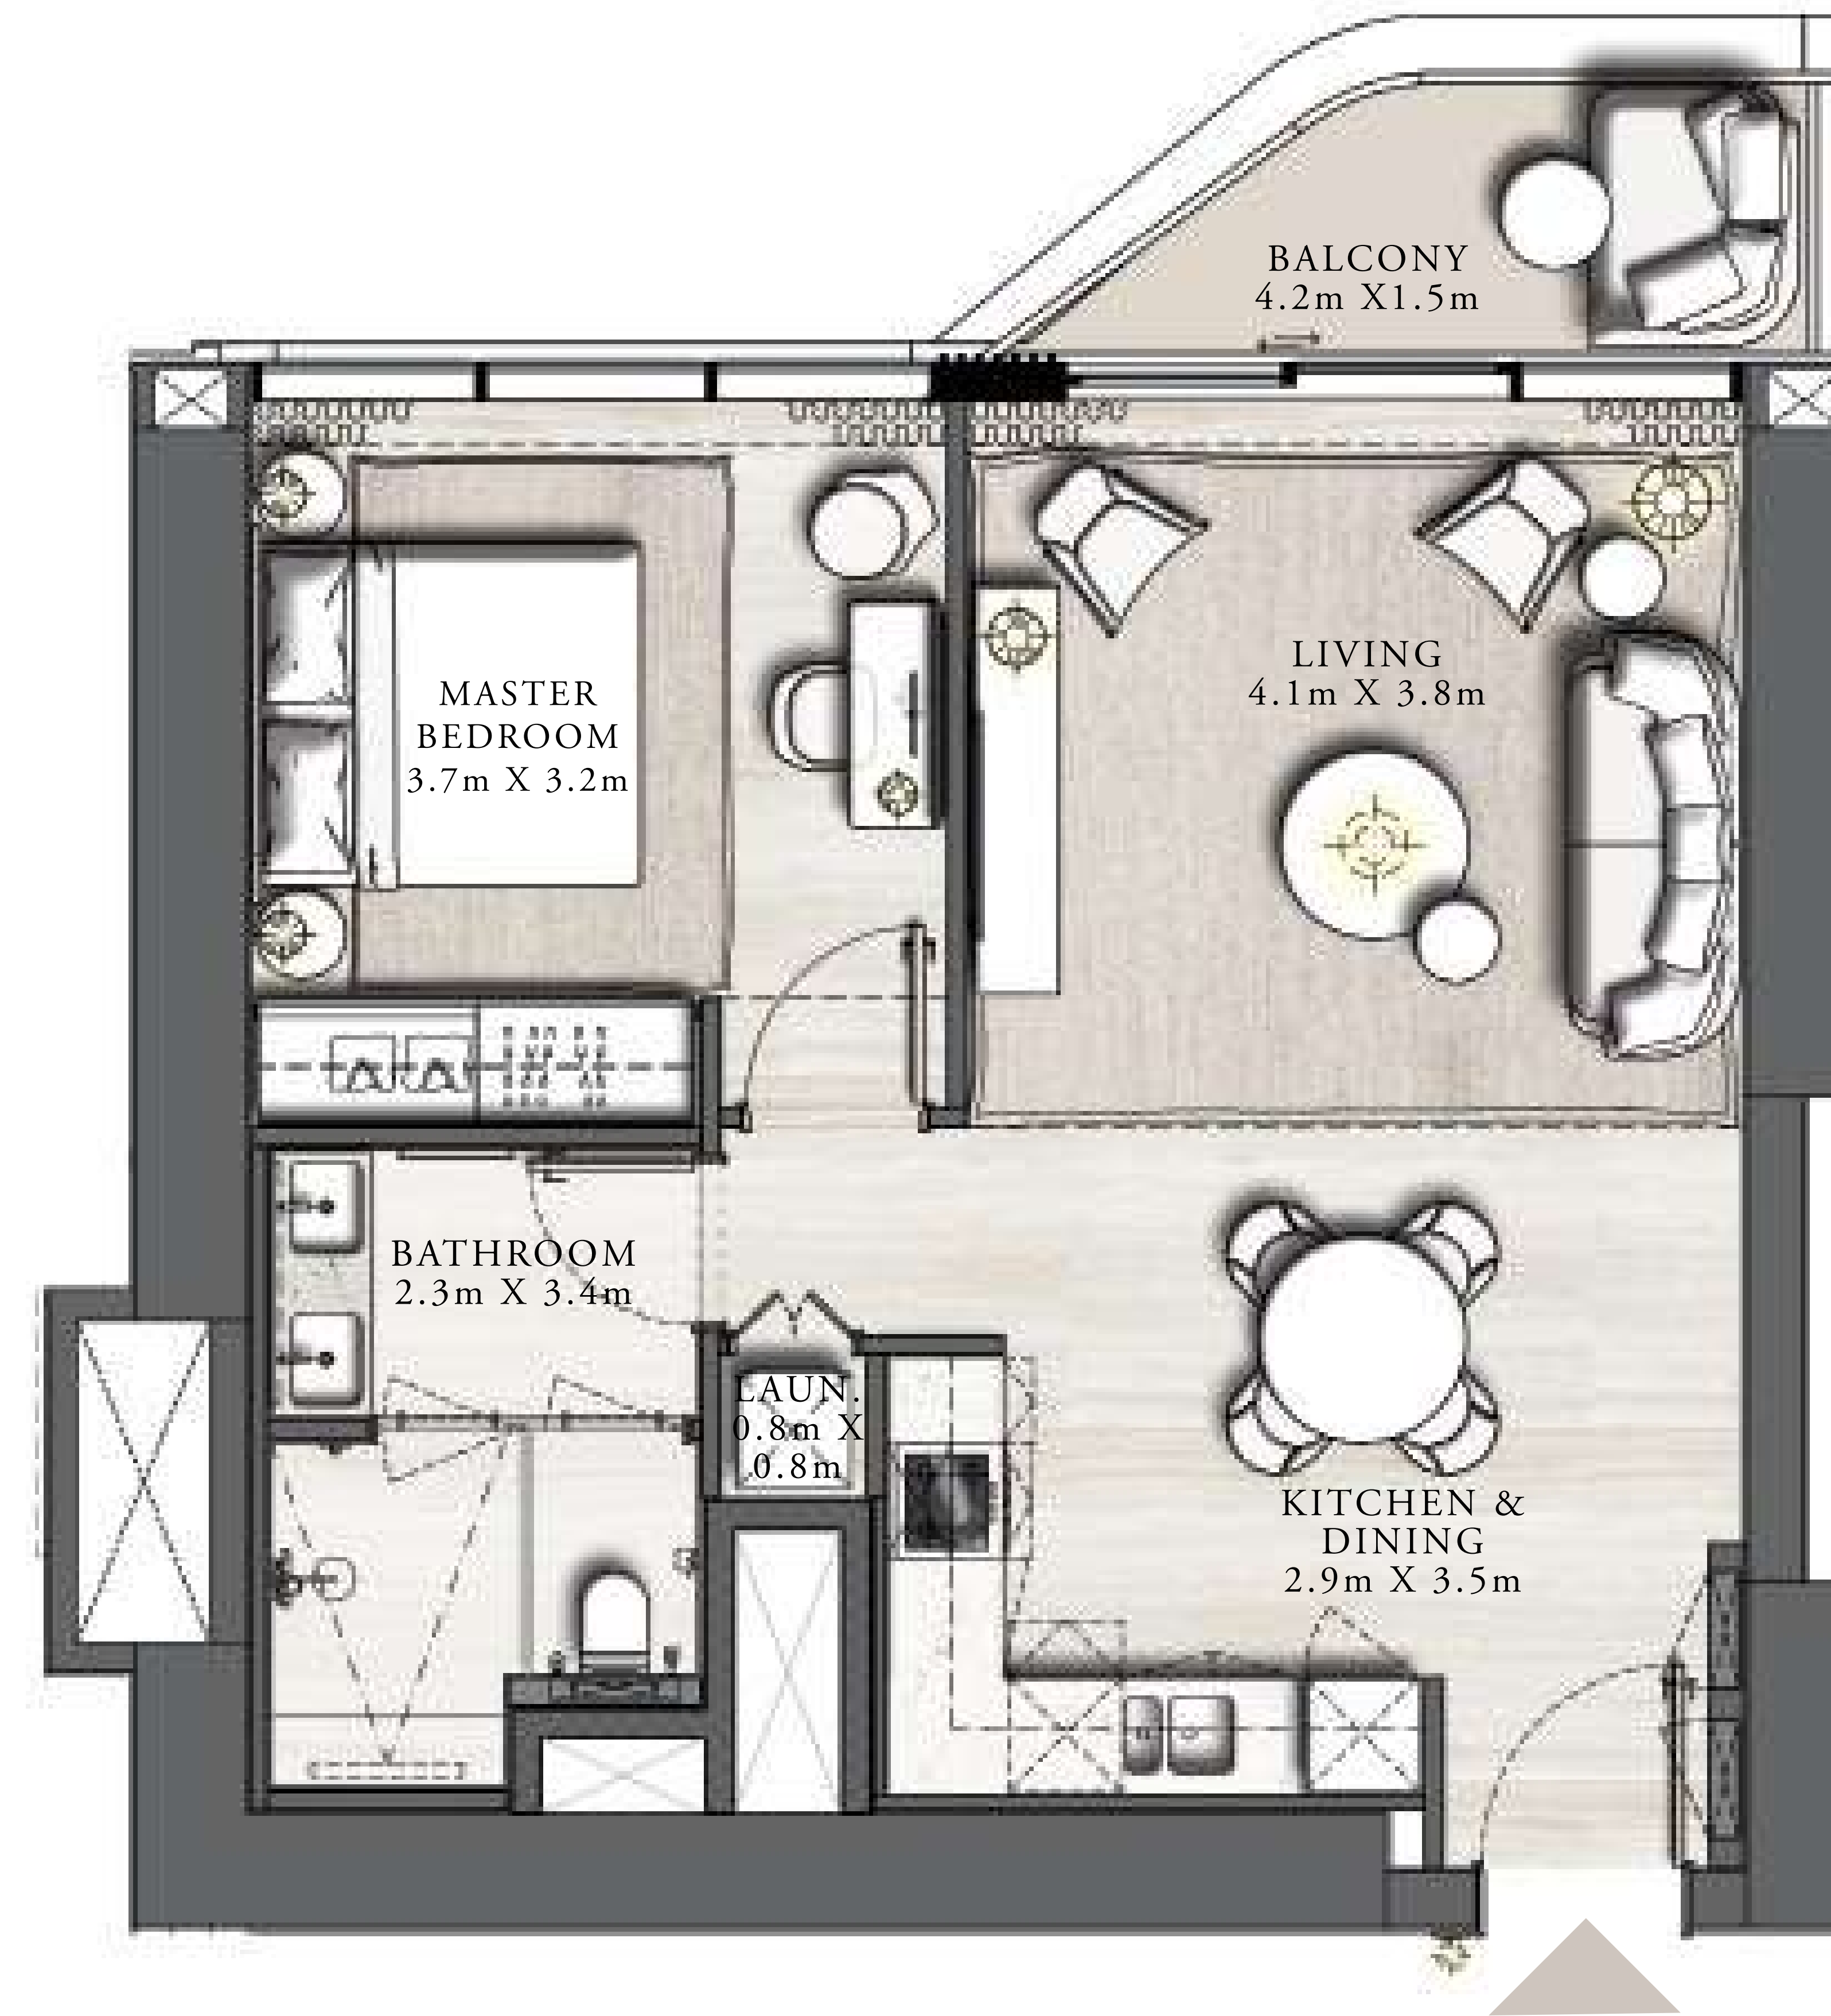 BALCONY
4.2m X1.5m
LIVING
4.1m X 3.8m
MASTER
BEDROOM
3.7m X 3.2m
BATHROOM
2.3m X 3.4m
LAUN.
0.8m X
0.8m
KITCHEN &
DINING
2.9m X 3.5m